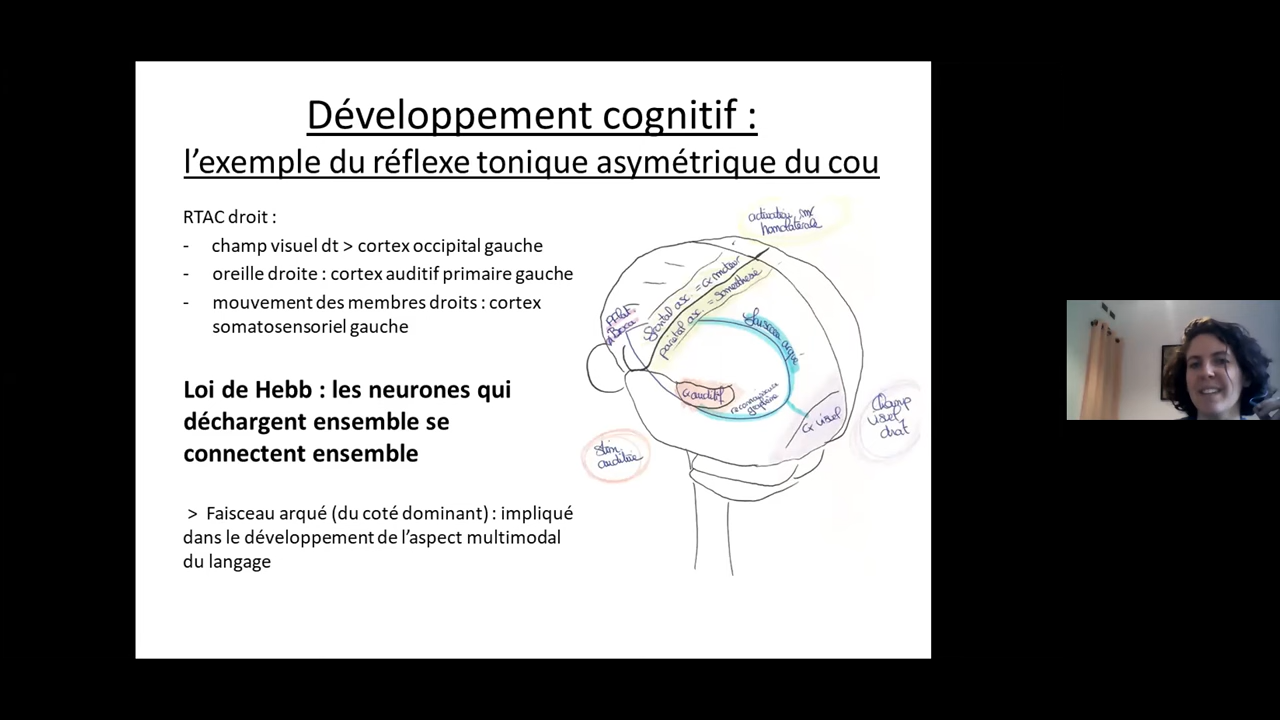 Développement cognitif :
l’exemple du réflexe tonique asymétrique du cou
RTAC droit :
- champ visuel dt > cortex occipital gauche
- oreille droite : cortex auditif primaire gauche
- mouvement des membres droits : cortex
somatosensoriel gauche
Loi de Hebb : les neurones qui
déchargent ensemble se
connectent ensemble
> Faisceau arqué (du coté dominant) : impliqué
dans le développement de l’aspect multimodal
du langage
activation
homolatérale
frontal asc = Cx moteur
pariétal asc = somesthésie
Broca
faisceau arqué
Cx auditif
reconnaissance
graphème
Cx visuel
Champ
visuel
droit
Stim
auditive